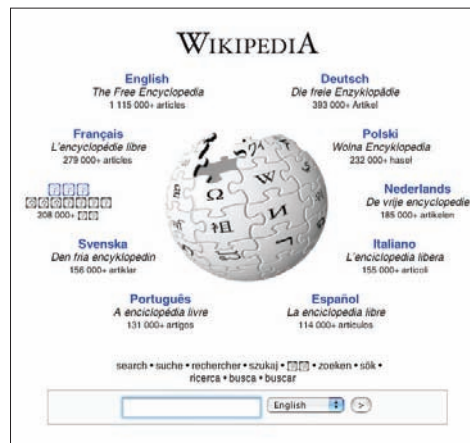 WIKIPEDIA
English
The Free Encyclopedia
1 115 000+ articles
Deutsch
Die freie Enzyklopädie
393 000+ Artikel
Français
L'encyclopédie libre
279 000+ articles
Polski
Wolna Encyklopedia
232 000+ haseł
208 000+
Nederlands
De vrije encyclopedie
185 000+ artikelen
Svenska
Den fria encyklopedin
156 000+ artiklar
Italiano
L'enciclopedia libera
155 000+ articoli
Português
A enciclopédia livre
131 000+ artigos
Español
La enciclopedia libre
114 000+ artículos
Ω W И
search • suche • rechercher • szukaj • • zoeken • sök •
ricerca • busca • buscar
English >